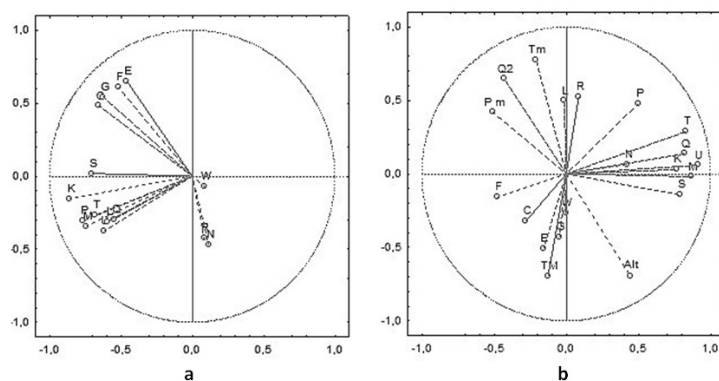 1,0
0,5
0,0
-0,5
-1,0
E
F
G
S
K
T
W
N
-1,0 -0,5 0,0 0,5 1,0
a
1,0
0,5
0,0
-0,5
-1,0
Tm
Q2
P m
L R P
T
Q
N K U
M
S
F
C
E
TM Alt
-1,0 -0,5 0,0 0,5 1,0
b